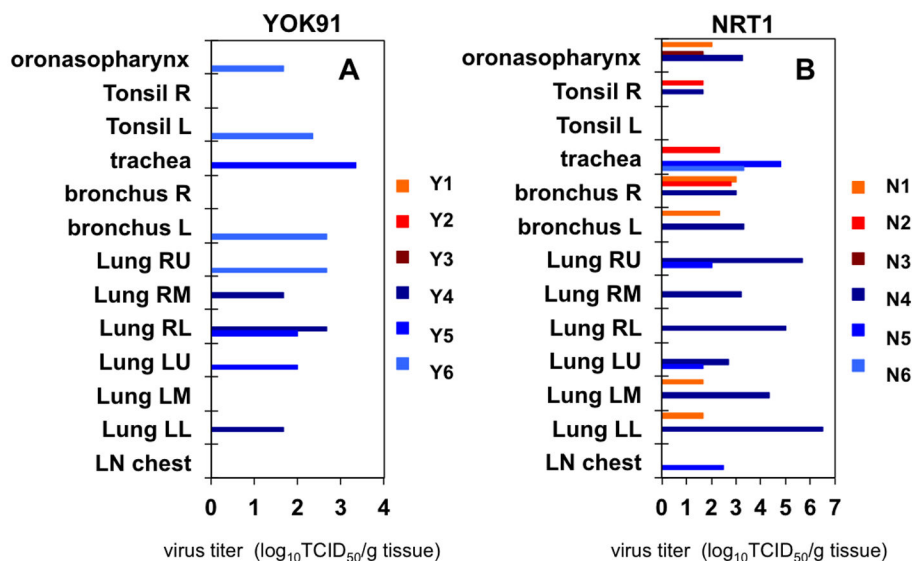 YOK91
A
oronasopharynx
Tonsil R
Tonsil L
trachea
bronchus R
bronchus L
Lung RU
Lung RM
Lung RL
Lung LU
Lung LM
Lung LL
LN chest
0 1 2 3 4
virus titer (log10TCID50/g tissue)
Y1
Y2
Y3
Y4
Y5
Y6
NRT1
B
oronasopharynx
Tonsil R
Tonsil L
trachea
bronchus R
bronchus L
Lung RU
Lung RM
Lung RL
Lung LU
Lung LM
Lung LL
LN chest
0 1 2 3 4 5 6 7
virus titer (log10TCID50/g tissue)
N1
N2
N3
N4
N5
N6